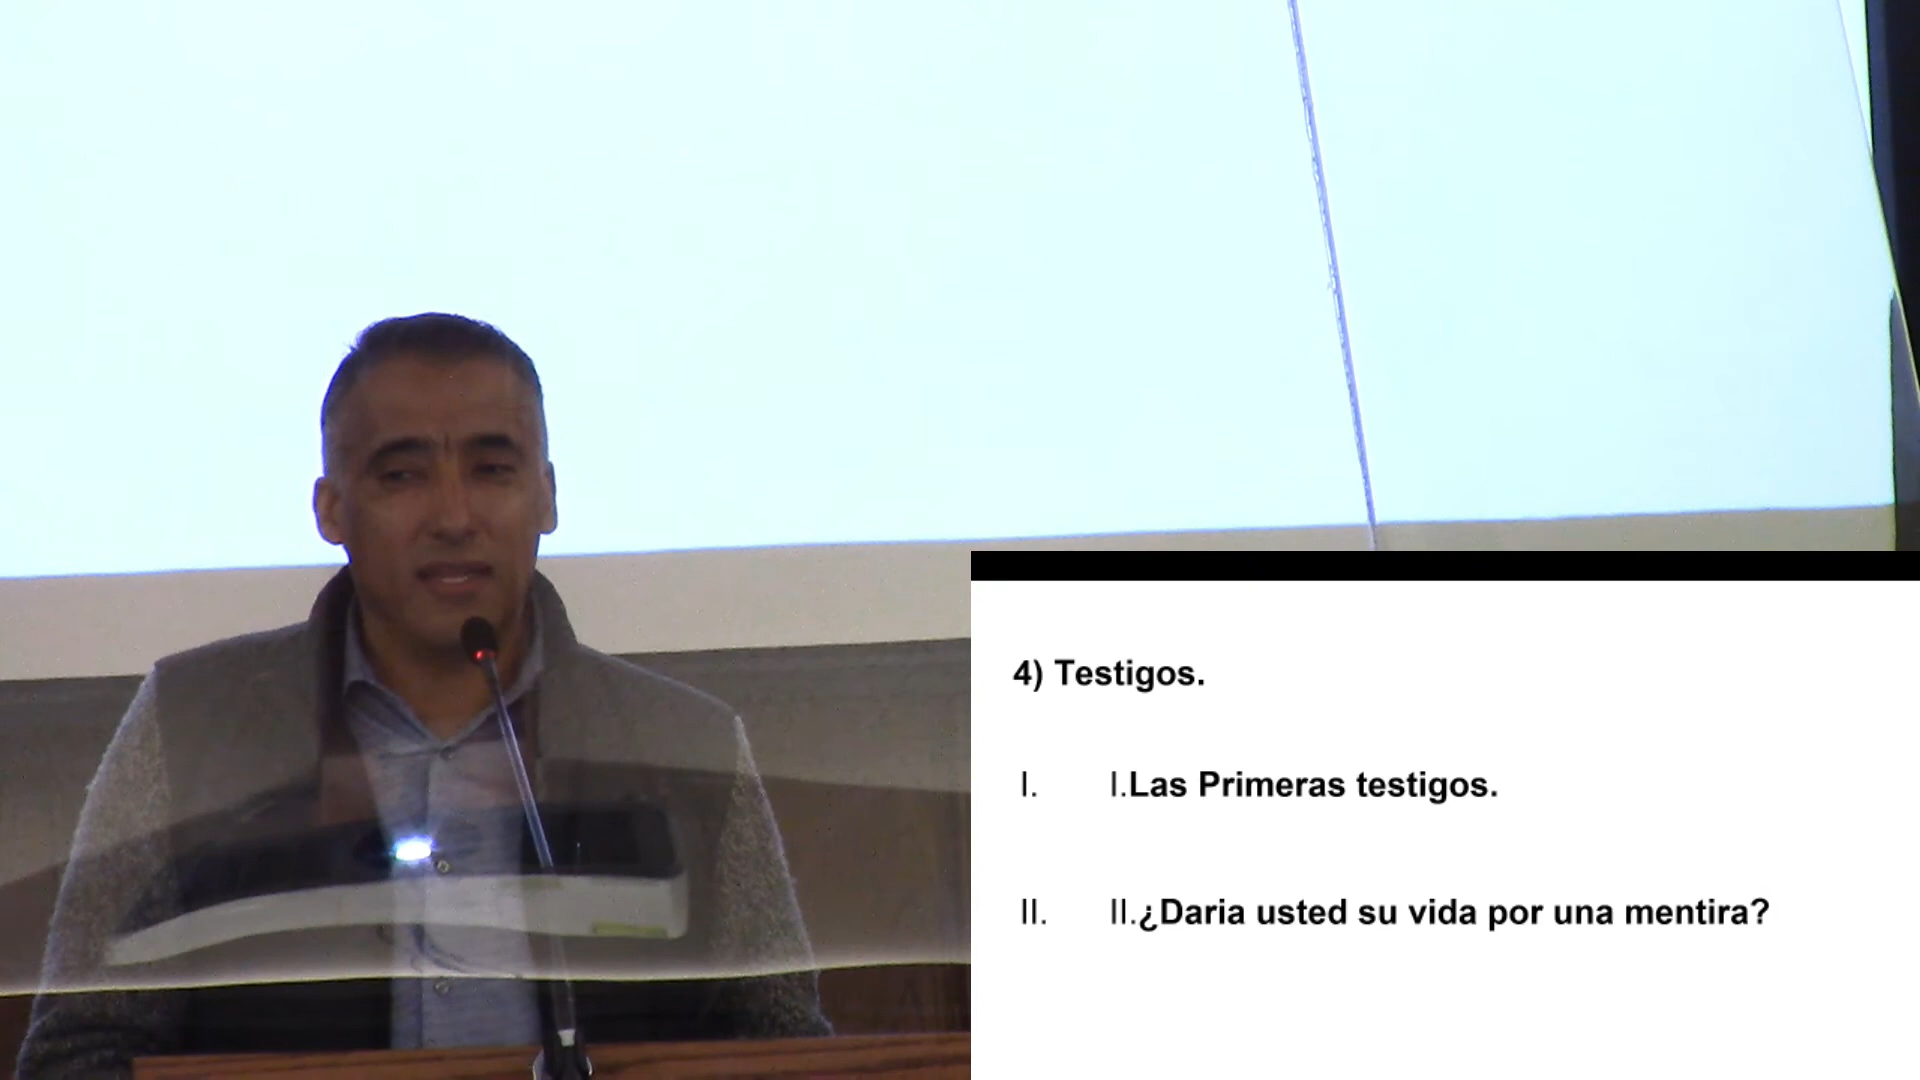 4) Testigos.
I. I.Las Primeras testigos.
II. II.¿Daria usted su vida por una mentira?